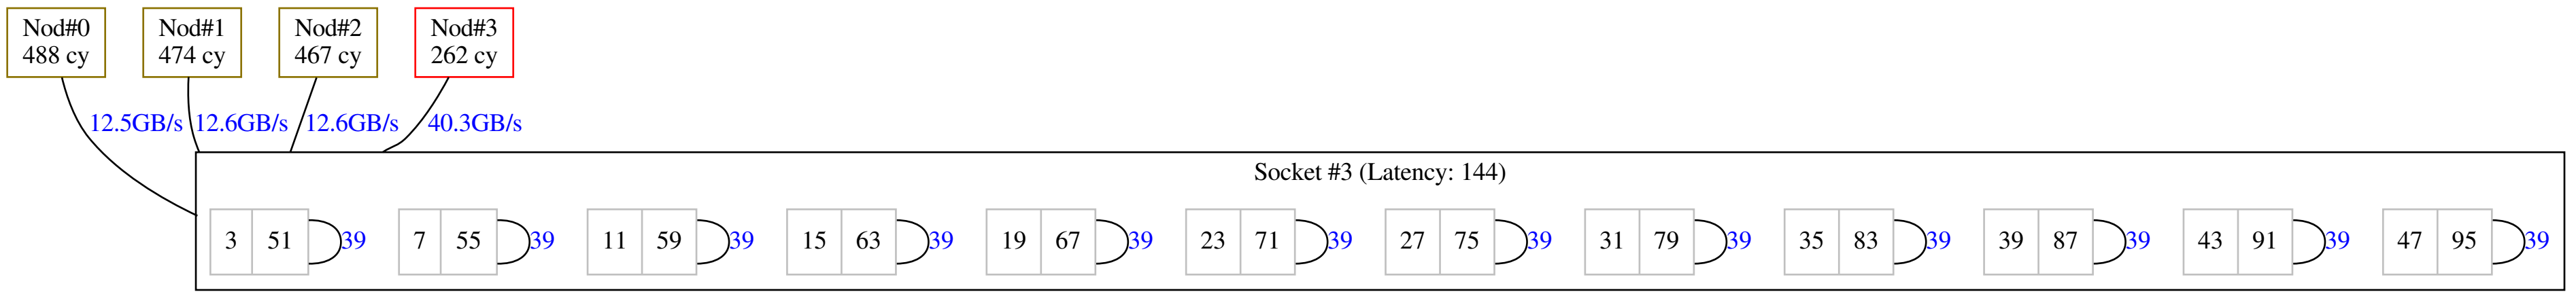 Nod#0
488 cy
Nod#1
474 cy
Nod#2
467 cy
Nod#3
262 cy
12.5GB/s
12.6GB/s
12.6GB/s
40.3GB/s
Socket #3 (Latency: 144)
3 51 39
7 55 39
11 59 39
15 63 39
19 67 39
23 71 39
27 75 39
31 79 39
35 83 39
39 87 39
43 91 39
47 95 39